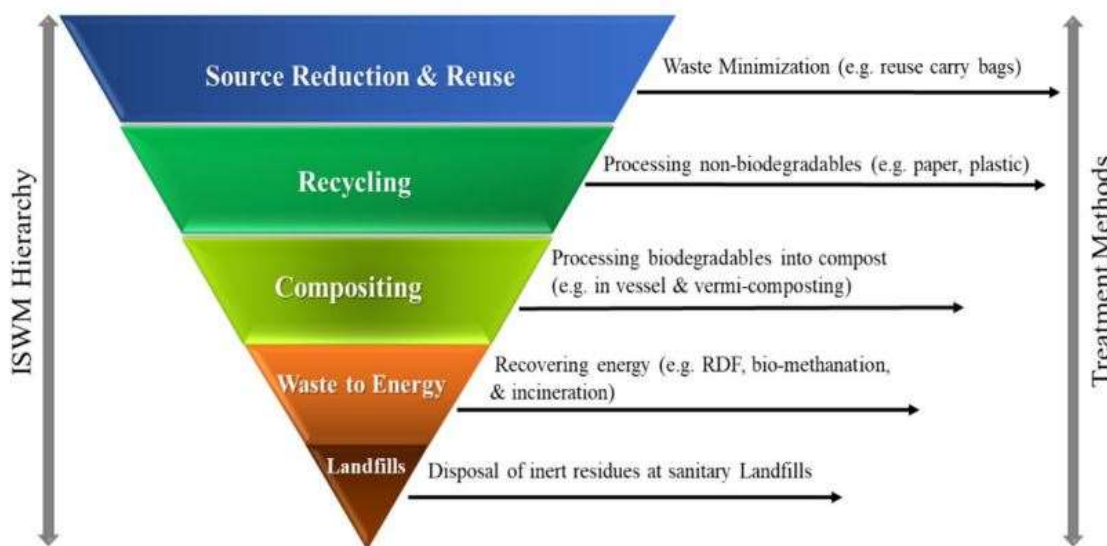 ISWM Hierarchy
Source Reduction & Reuse
Waste Minimization (e.g. reuse carry bags)
Recycling
Processing non-biodegradables (e.g. paper, plastic)
Compositing
Processing biodegradables into compost
(e.g. in vessel & vermi-composting)
Waste to Energy
Recovering energy (e.g. RDF, bio-methanation,
& incineration)
Landfills
Disposal of inert residues at sanitary Landfills
Treatment Methods